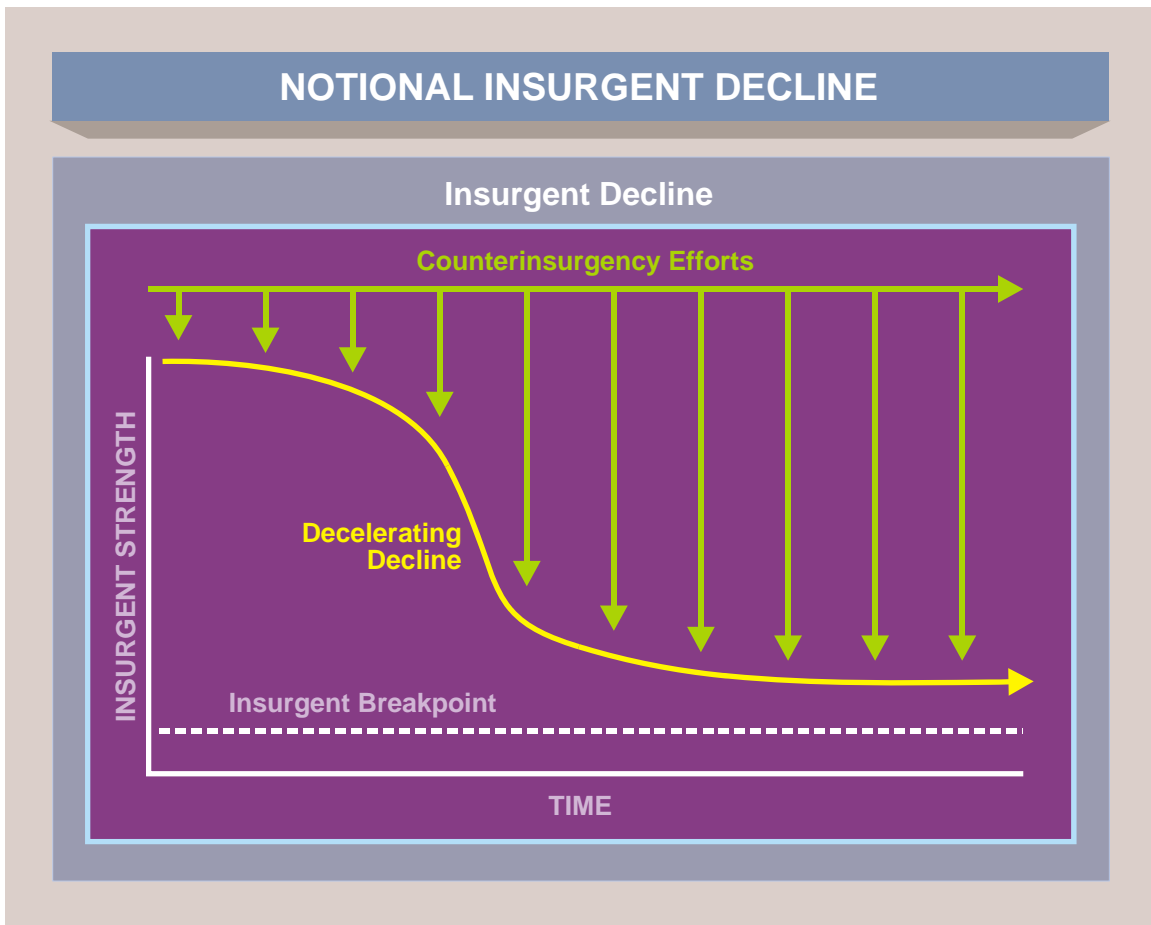 NOTIONAL INSURGENT DECLINE
Insurgent Decline
Counterinsurgency Efforts
INSURGENT STRENGTH
Decelerating
Decline
Insurgent Breakpoint
TIME